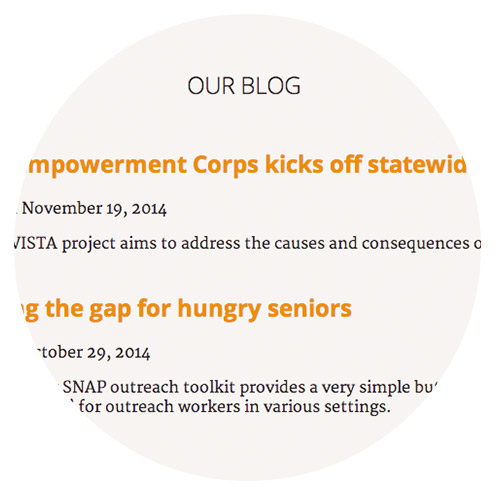 OUR BLOG
mpowerment Corps kicks off statewid
November 19, 2014
VISTA project aims to address the causes and consequences o
g the gap for hungry seniors
ctober 29, 2014
SNAP outreach toolkit provides a very simple bu
for outreach workers in various settings.